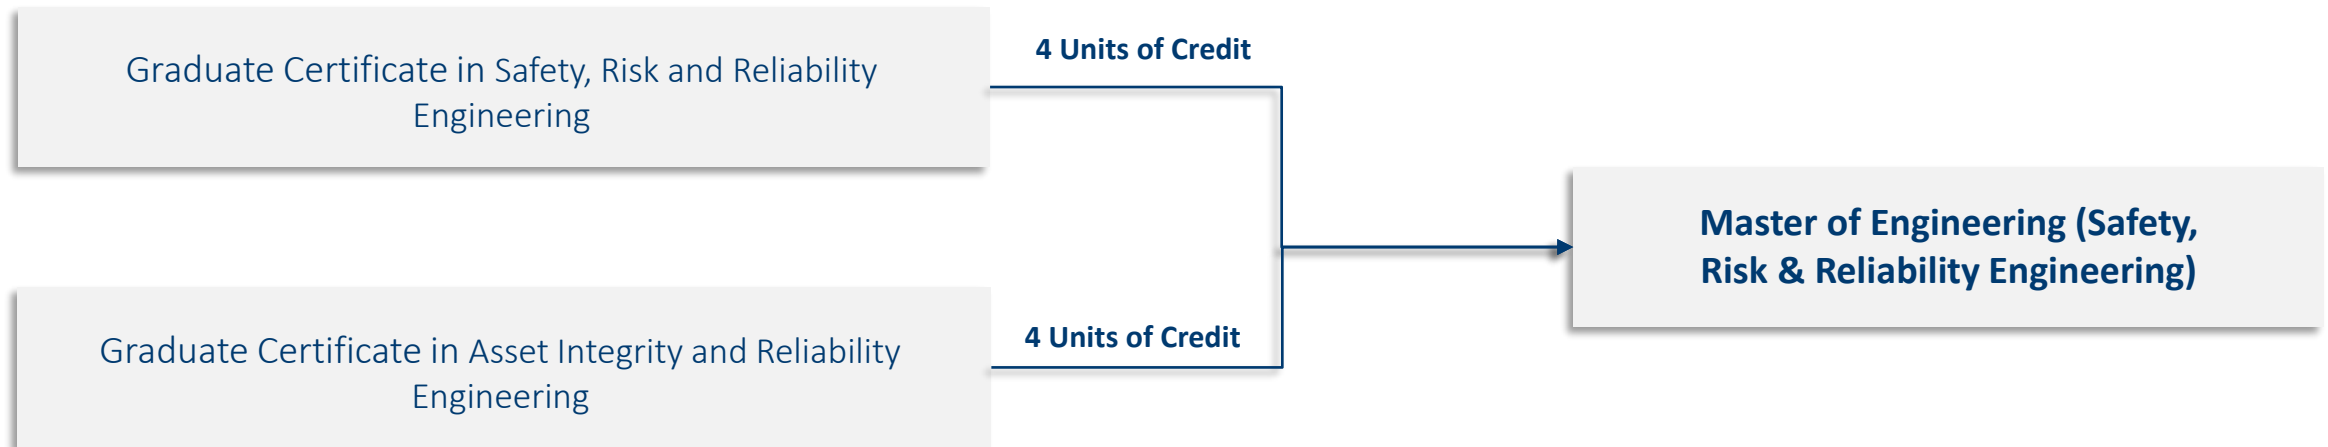 Graduate Certificate in Safety, Risk and Reliability
Engineering
4 Units of Credit
Master of Engineering (Safety,
Risk & Reliability Engineering)
Graduate Certificate in Asset Integrity and Reliability
Engineering
4 Units of Credit